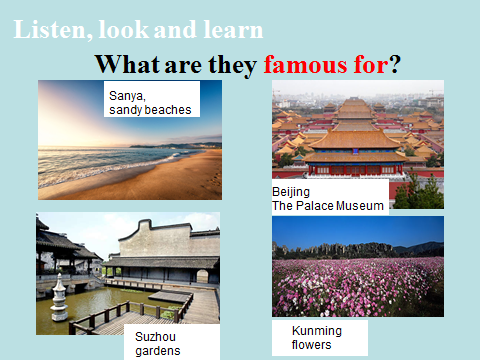 Listen, look and learn
What are they famous for?
Sanya,
sandy beaches
Beijing
The Palace Museum
Suzhou
gardens
Kunming
flowers